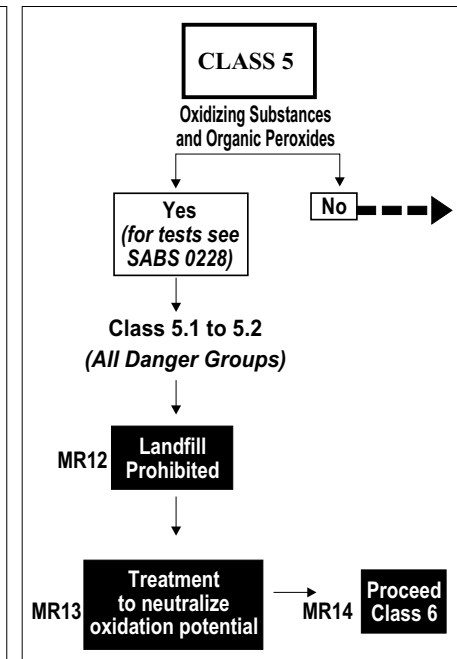 CLASS 5
Oxidizing Substances
and Organic Peroxides
Yes
(for tests see
SABS 0228)
No
Class 5.1 to 5.2
(All Danger Groups)
MR12
Landfill
Prohibited
MR13
Treatment
to neutralize
oxidation potential
MR14
Proceed
Class 6